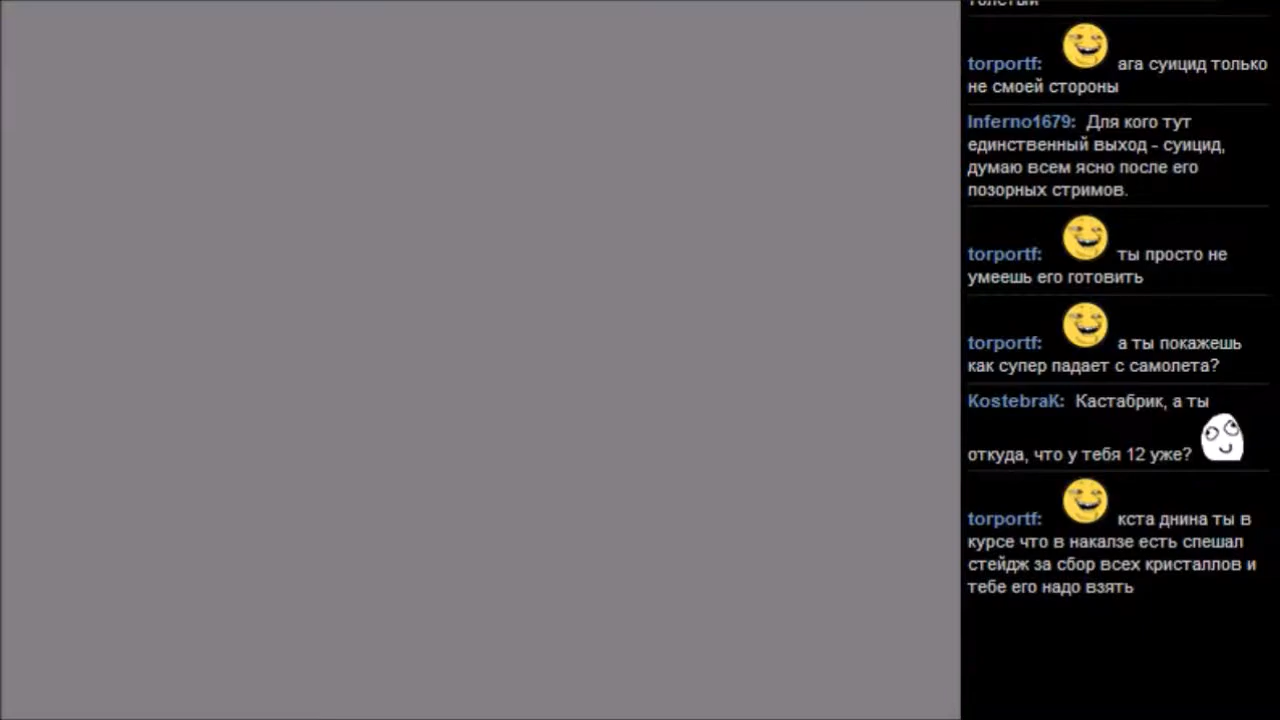 толстый
torportf: ага суицид только
не смоей стороны
Inferno1679: Для кого тут
единственный выход - суицид,
думаю всем ясно после его
позорных стримов.
torportf: ты просто не
умеешь его готовить
torportf: а ты покажешь
как супер падает с самолета?
KostebraK: Кастабрик, а ты
откуда, что у тебя 12 уже?
torportf: кста днина ты в
курсе что в накалзе есть спешал
стейдж за сбор всех кристаллов и
тебе его надо взять